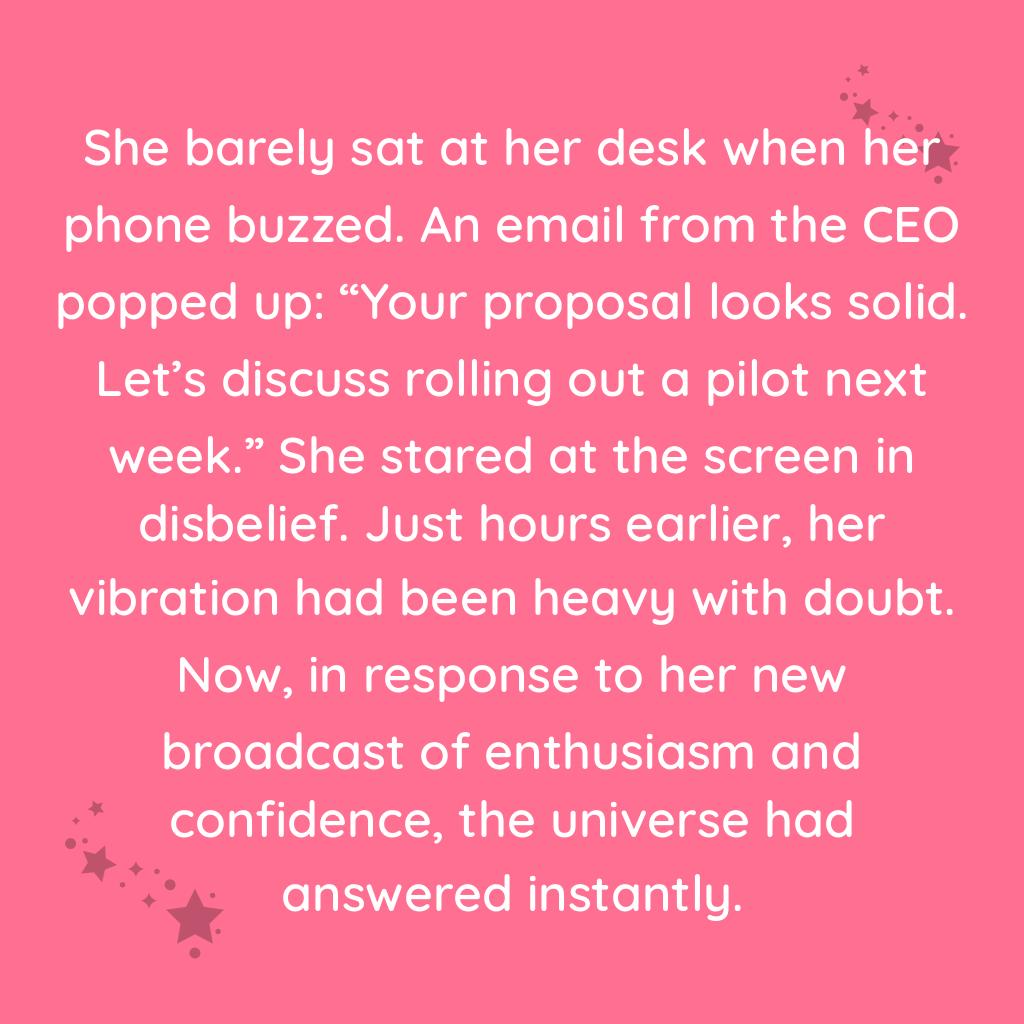 She barely sat at her desk when her
phone buzzed. An email from the CEO
popped up: “Your proposal looks solid.
Let’s discuss rolling out a pilot next
week.” She stared at the screen in
disbelief. Just hours earlier, her
vibration had been heavy with doubt.
Now, in response to her new
broadcast of enthusiasm and
confidence, the universe had
answered instantly.